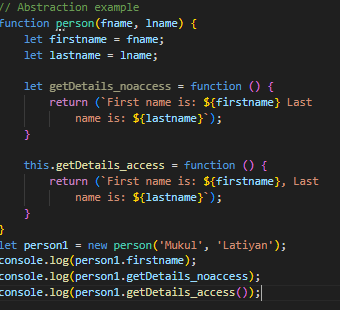 // Abstraction example
function person(fname, lname) {
    let firstname = fname;
    let lastname = lname;

    let getDetails_noaccess = function () {
        return (`First name is: ${firstname} Last
            name is: ${lastname}`);
    }

    this.getDetails_access = function () {
        return (`First name is: ${firstname}, Last
            name is: ${lastname}`);
    }
}
let person1 = new person('Mukul', 'Latiyan');
console.log(person1.firstname);
console.log(person1.getDetails_noaccess);
console.log(person1.getDetails_access());